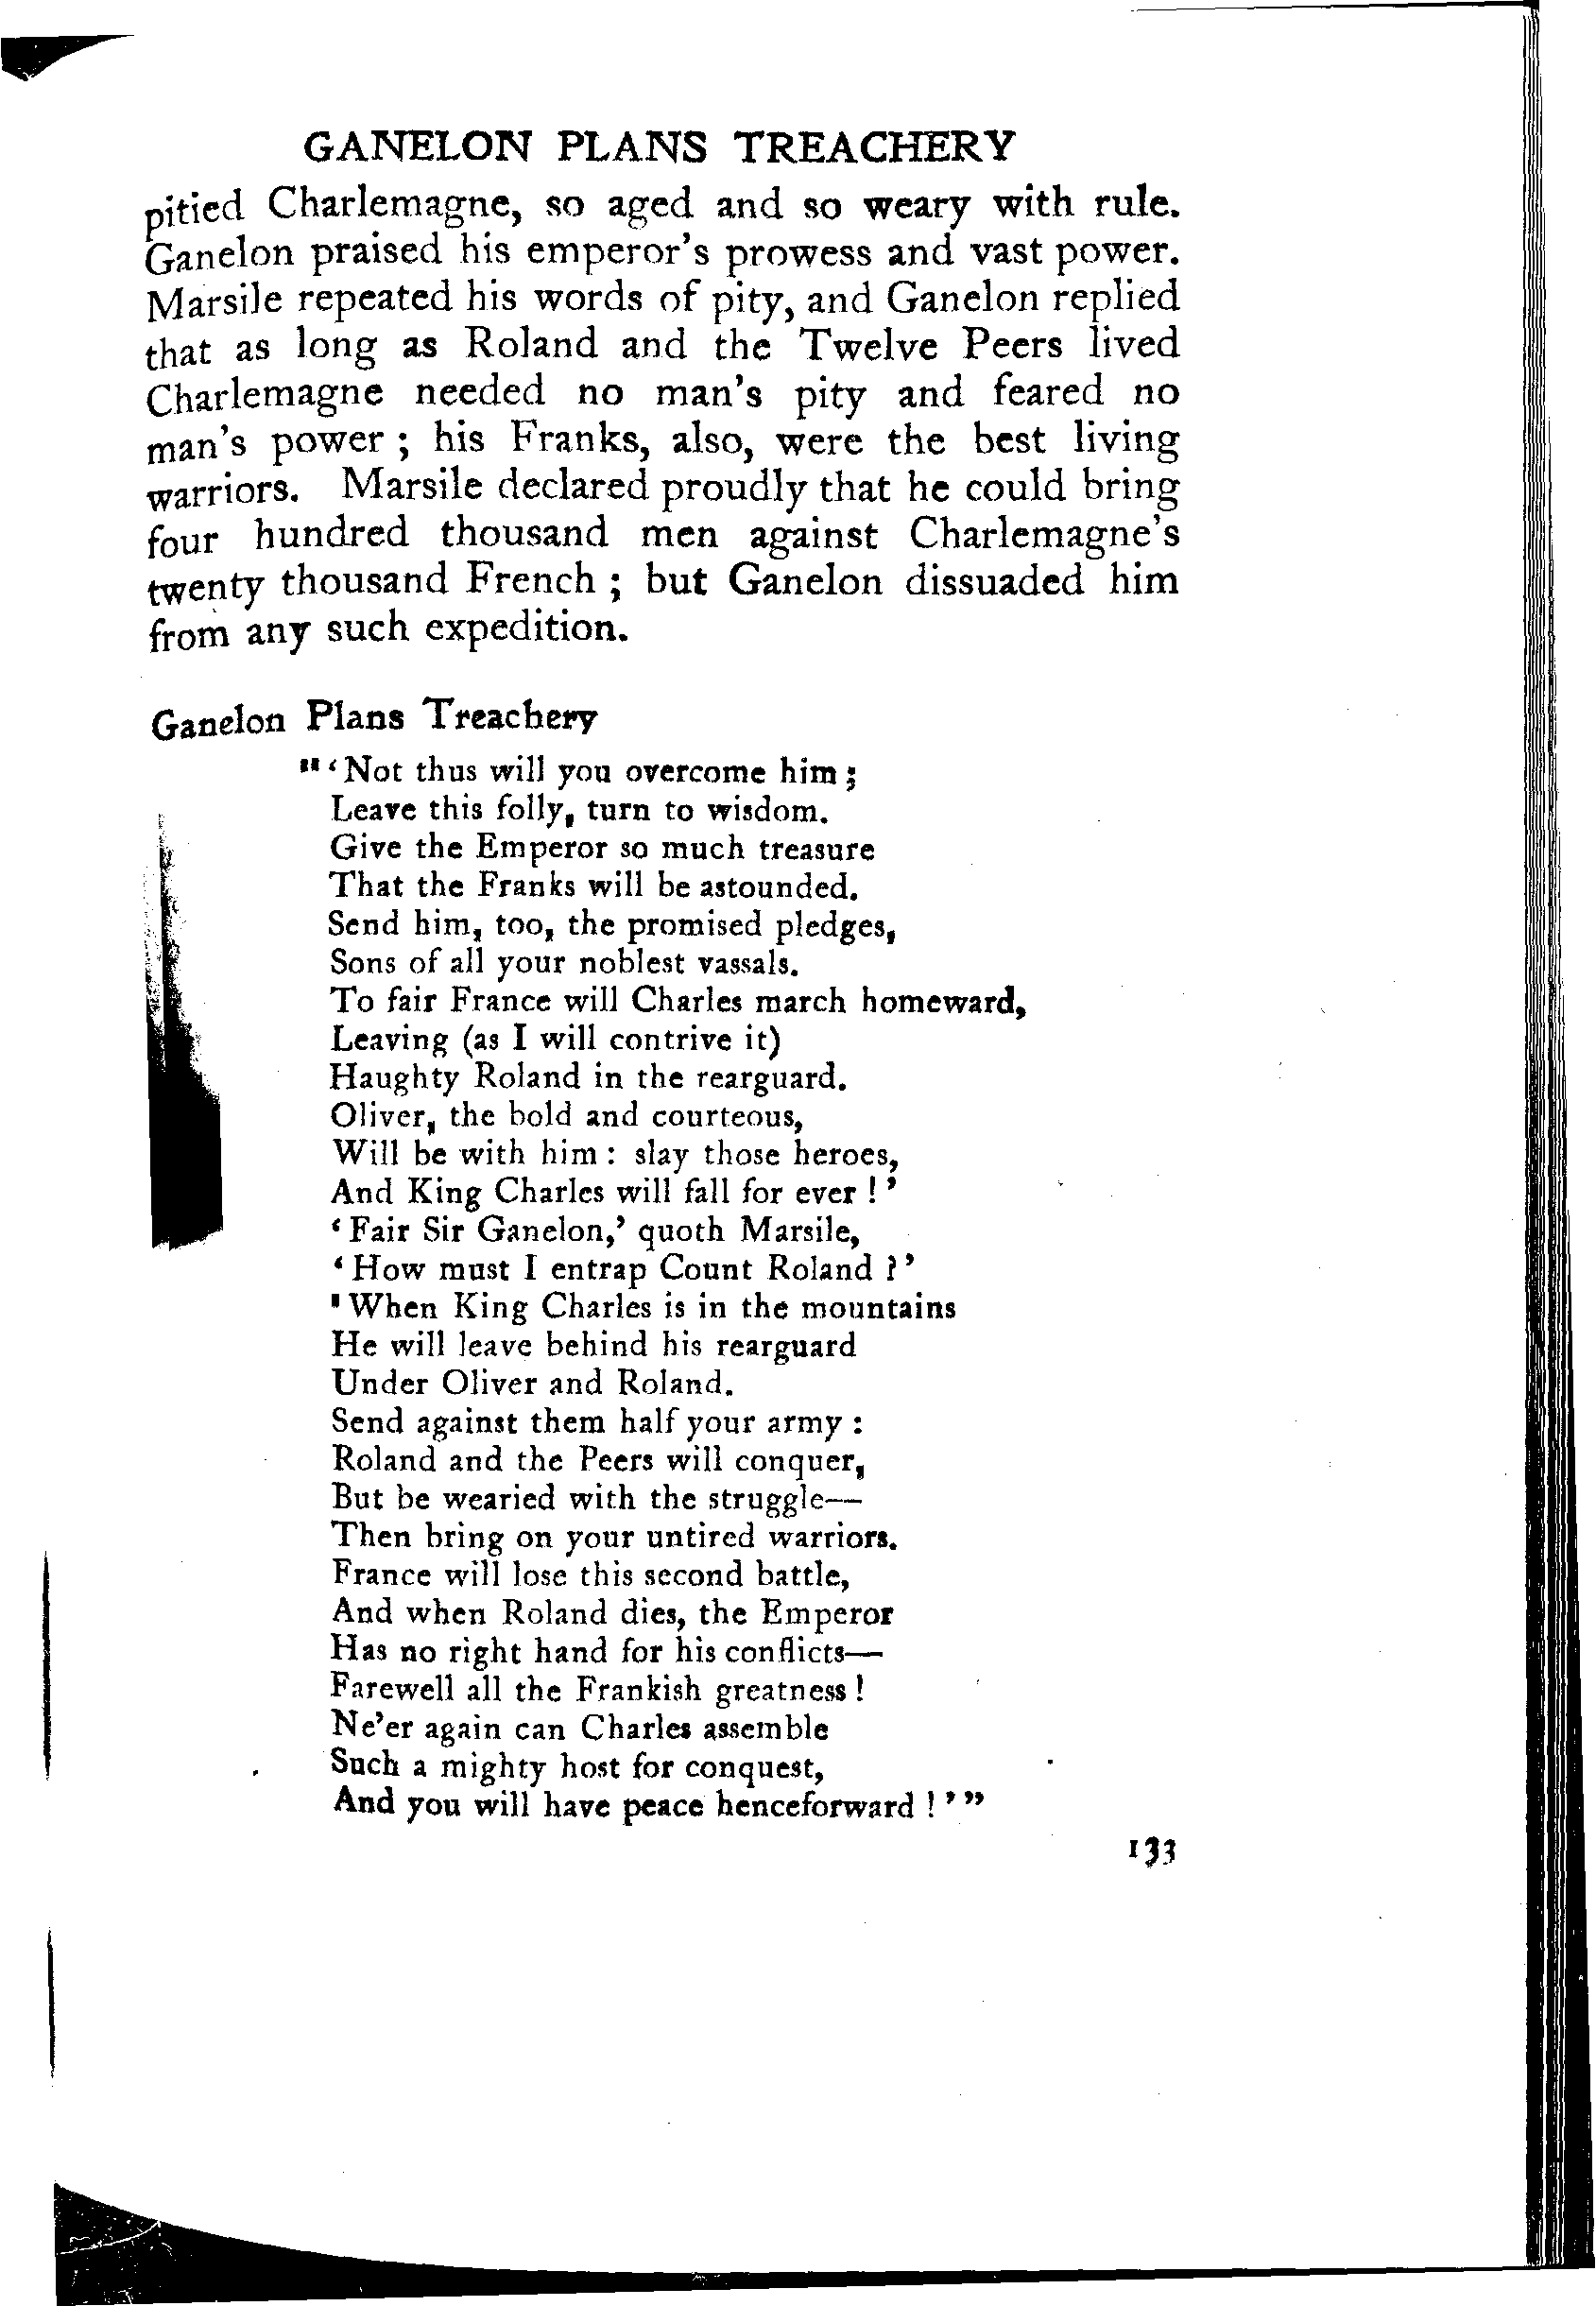 GANELON PLANS TREACHERY
pitied Charlemagne, so aged and so weary with rule.
Ganelon praised his emperor's prowess and vast power.
Marsile repeated his words of pity, and Ganelon replied
that as long as Roland and the Twelve Peers lived
Charlemagne needed no man's pity and feared no
man's power ; his Franks, also, were the best living
warriors. Marsile declared proudly that he could bring
four hundred thousand men against Charlemagne's
twenty thousand French ; but Ganelon dissuaded him
from any such expedition.
Ganelon Plans Treachery
"'Not thus will you overcome him ;
Leave this folly, turn to wisdom.
Give the Emperor so much treasure
That the Franks will be astounded.
Send him, too, the promised pledges,
Sons of all your noblest vassals.
To fair France will Charles march homeward,
Leaving (as I will contrive it)
Haughty Roland in the rearguard.
Oliver, the bold and courteous,
Will be with him : slay those heroes,
And King Charles will fall for ever !'
'Fair Sir Ganelon,' quoth Marsile,
'How must I entrap Count Roland ?'
'When King Charles is in the mountains
He will leave behind his rearguard
Under Oliver and Roland.
Send against them half your army :
Roland and the Peers will conquer,
But be wearied with the struggle—
Then bring on your untired warriors.
France will lose this second battle,
And when Roland dies, the Emperor
Has no right hand for his conflicts—
Farewell all the Frankish greatness !
Ne'er again can Charles assemble
Such a mighty host for conquest,
And you will have peace henceforward !'"
133